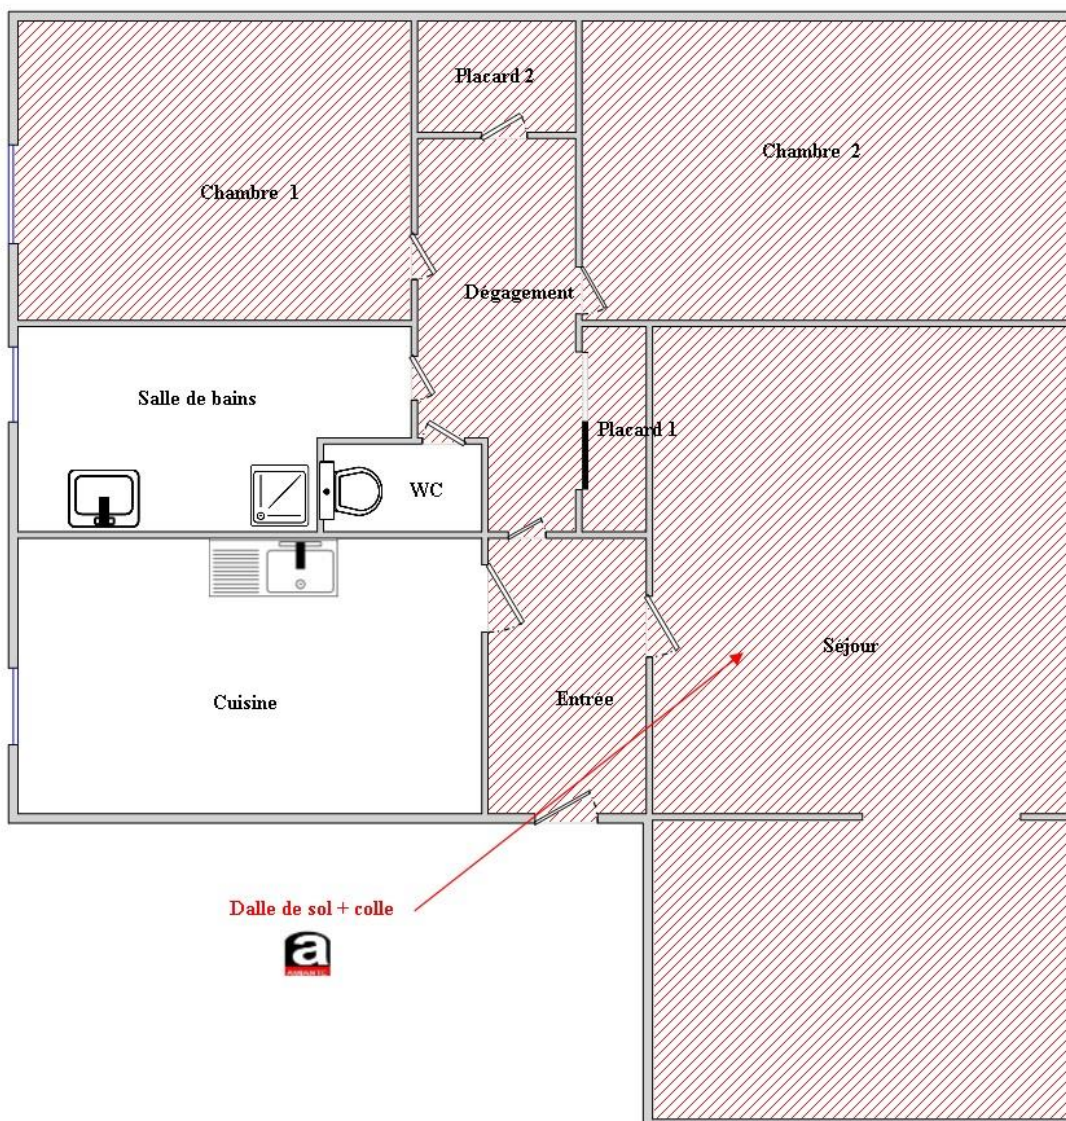 Placard 2
Chambre 2
Chambre 1
Dégagement
Salle de bains
Placard 1
WC
Séjour
Cuisine
Entrée
Dalle de sol + colle
a
AMIANTE